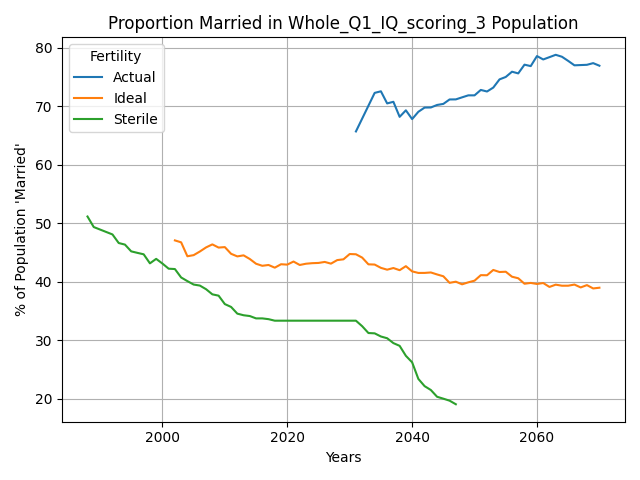 Proportion Married in Whole_Q1_IQ_scoring_3 Population
% of Population 'Married'
80
70
60
50
40
30
20
Fertility
Actual
Ideal
Sterile
2000
2020
2040
2060
Years